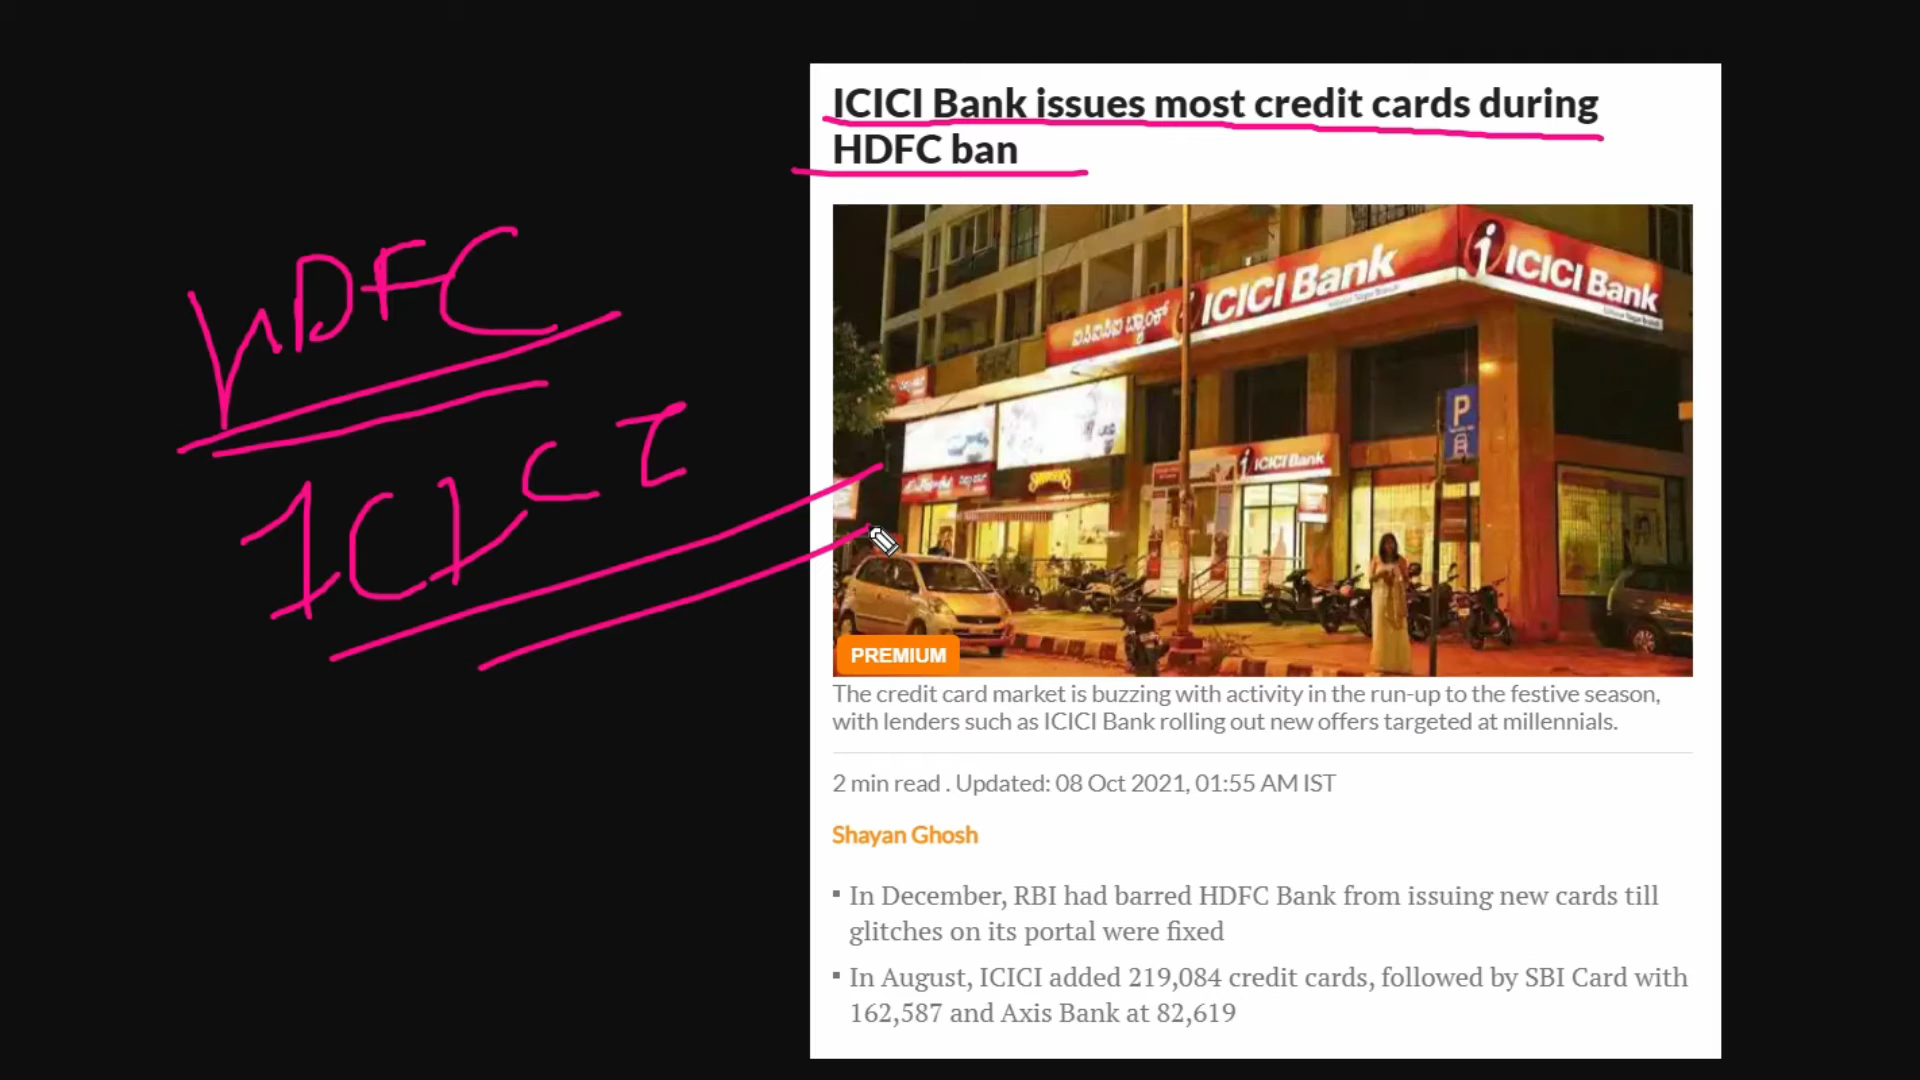 ICICI Bank issues most credit cards during
HDFC ban
HDFC
ICICI
ಐಸಿಐಸಿಐ ಬ್ಯಾಂಕ್
ICICI Bank
ICICI Bank
ICICI Bank
P
PREMIUM
The credit card market is buzzing with activity in the run-up to the festive season,
with lenders such as ICICI Bank rolling out new offers targeted at millennials.
2 min read . Updated: 08 Oct 2021, 01:55 AM IST
Shayan Ghosh
▪ In December, RBI had barred HDFC Bank from issuing new cards till
glitches on its portal were fixed
▪ In August, ICICI added 219,084 credit cards, followed by SBI Card with
162,587 and Axis Bank at 82,619